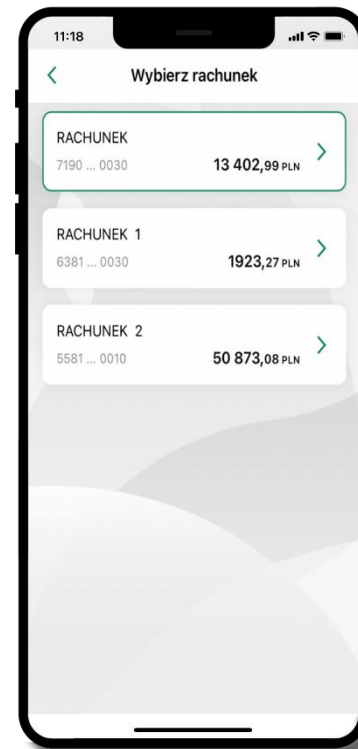 11:18
Wybierz rachunek
RACHUNEK
7190 ... 0030 13 402,99 PLN
RACHUNEK 1
6381 ... 0030 1923,27 PLN
RACHUNEK 2
5581 ... 0010 50 873,08 PLN